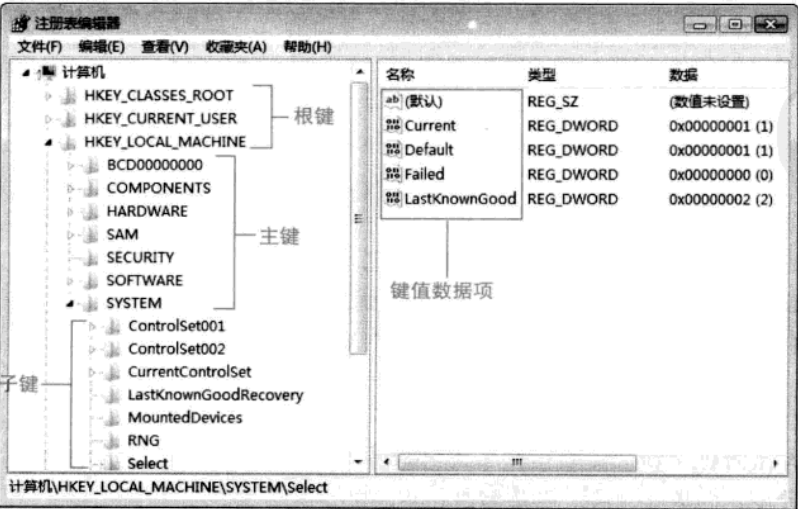 注册表编辑器
文件(F) 编辑(E) 查看(V) 收藏夹(A) 帮助(H)
计算机
HKEY_CLASSES_ROOT
HKEY_CURRENT_USER
HKEY_LOCAL_MACHINE
根键
BCD00000000
COMPONENTS
HARDWARE
SAM
SECURITY
SOFTWARE
SYSTEM
主键
ControlSet001
ControlSet002
CurrentControlSet
LastKnownGoodRecovery
MountedDevices
RNG
Select
子键
名称 类型 数据
(默认) REG_SZ (数值未设置)
Current REG_DWORD 0x00000001 (1)
Default REG_DWORD 0x00000001 (1)
Failed REG_DWORD 0x00000000 (0)
LastKnownGood REG_DWORD 0x00000002 (2)
键值数据项
计算机\HKEY_LOCAL_MACHINE\SYSTEM\Select